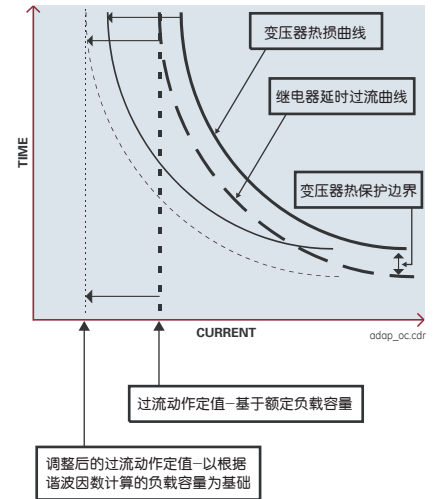 变压器热损曲线
继电器延时过流曲线
变压器热保护边界
TIME
CURRENT
adap_oc.cdr
过流动作定值–基于额定负载容量
调整后的过流动作定值–以根据
谐波因数计算的负载容量为基础